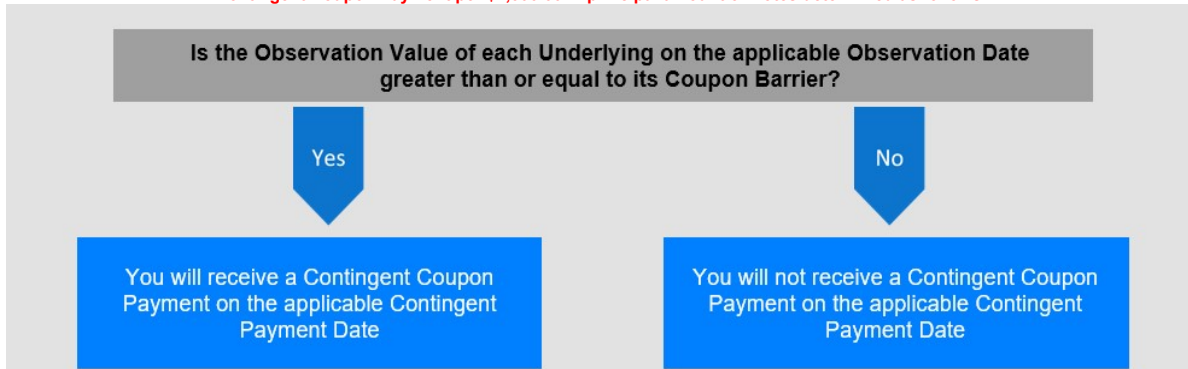 Is the Observation Value of each Underlying on the applicable Observation Date
greater than or equal to its Coupon Barrier?
Yes
No
You will receive a Contingent Coupon
Payment on the applicable Contingent
Payment Date
You will not receive a Contingent Coupon
Payment on the applicable Contingent
Payment Date